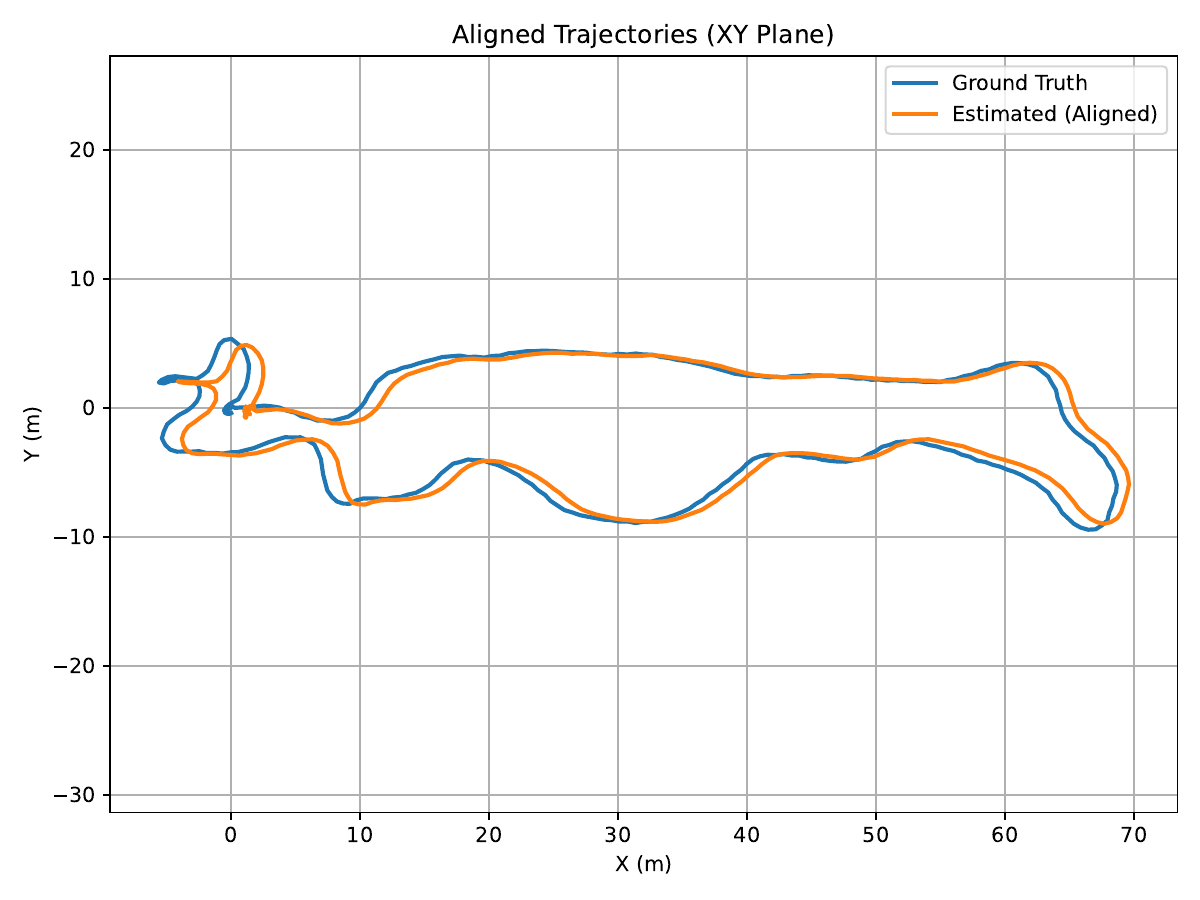 Aligned Trajectories (XY Plane)
Ground Truth
Estimated (Aligned)
20
10
0
−10
−20
−30
Y (m)
0 10 20 30 40 50 60 70
X (m)